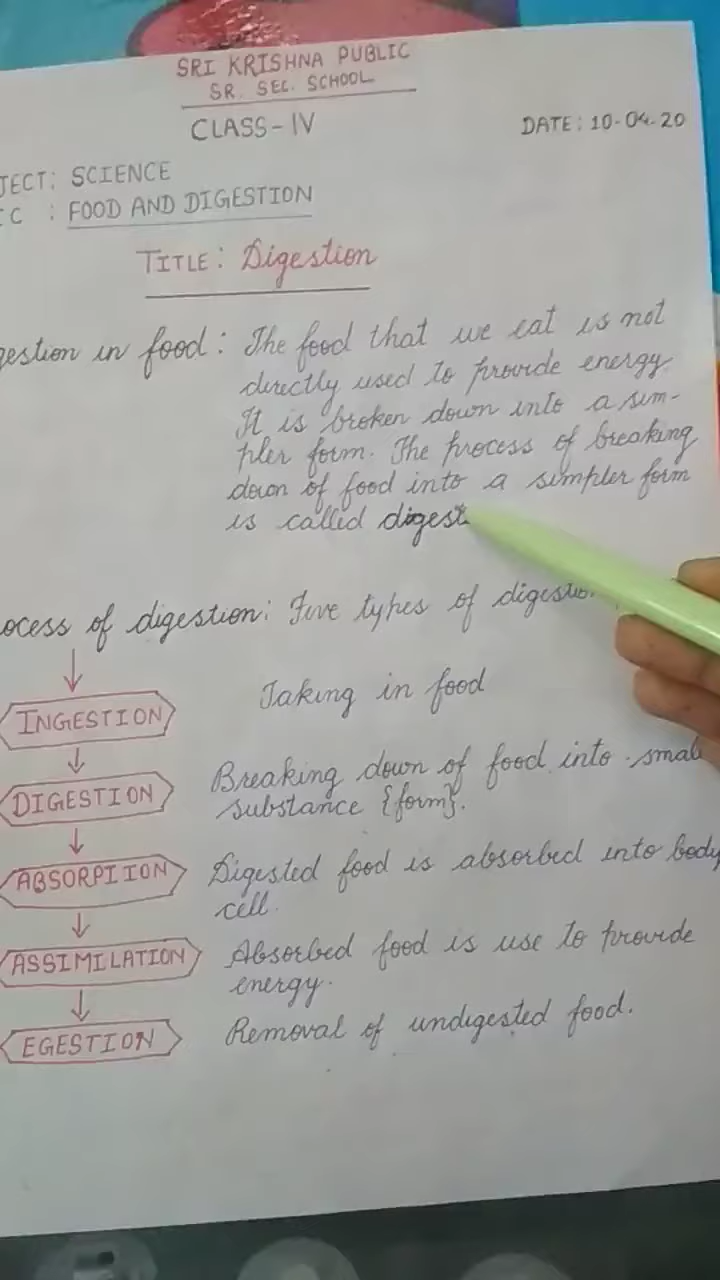 SRI KRISHNA PUBLIC
SR. SEC. SCHOOL
CLASS-IV
DATE: 10-04-20
JECT: SCIENCE
IC : FOOD AND DIGESTION
TITLE: Digestion
gestion in food: The food that we eat is not
directly used to provide energy.
It is broken down into a sim-
pler form. The process of breaking
down of food into a simpler form
is called digest
ocess of digestion: Five types of digestio
INGESTION Taking in food
DIGESTION Breaking down of food into small
substance {form}.
ABSORPTION Digested food is absorbed into body
cell.
ASSIMILATION Absorbed food is use to provide
energy.
EGESTION Removal of undigested food.